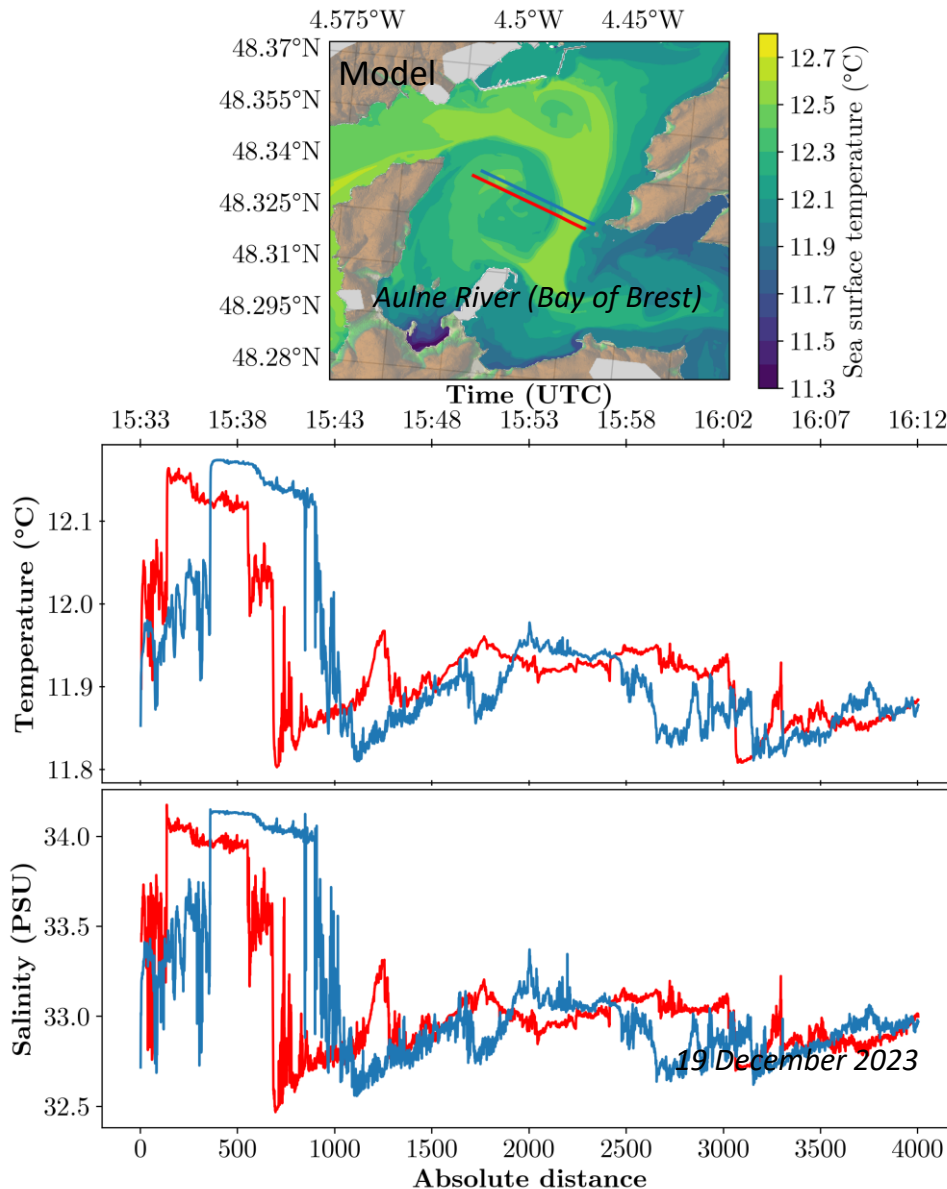 4.575°W 4.5°W 4.45°W
48.37°N
48.355°N
48.34°N
48.325°N
48.31°N
48.295°N
48.28°N
Model
Aulne River (Bay of Brest)
12.7
12.5
12.3
12.1
11.9
11.7
11.5
11.3
Sea surface temperature (°C)
Time (UTC)
15:33 15:38 15:43 15:48 15:53 15:58 16:02 16:07 16:12
Temperature (°C)
12.1
12.0
11.9
11.8
Salinity (PSU)
34.0
33.5
33.0
32.5
19 December 2023
0 500 1000 1500 2000 2500 3000 3500 4000
Absolute distance